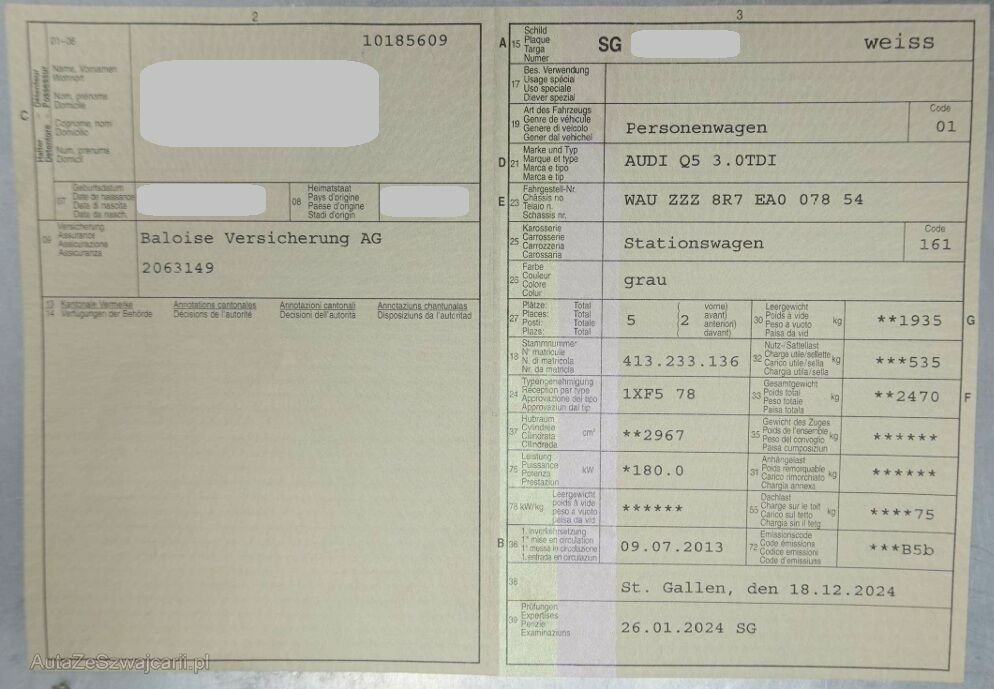 2
01-06
10185609
C
Halter Détenteur
Detentore Possessur
Name, Vornamen
Wohnort
Nom, prénoms
Domicile
Cognome, nomi
Domicilio
Num, prenums
Domicil
07
Geburtsdatum
Date de naissance
Data di nascita
Data da nasch.
08
Heimatstaat
Pays d'origine
Paese d'origine
Stadi d'origin
09
Versicherung
Assurance
Assicurazione
Assicuranza
Baloise Versicherung AG
2063149
13
14
Kantonale Vermerke
Verfügungen der Behörde
Annotations cantonales
Décisions de l'autorité
Annotazioni cantonali
Decisioni dell'autorità
Annotaziuns chantunalas
Disposiziuns da l'autoritad
3
A
15
Schild
Plaque
Targa
Numer
SG
weiss
17
Bes. Verwendung
Usage spécial
Uso speciale
Diever spezial
19
Art des Fahrzeugs
Genre de véhicule
Genere di veicolo
Gener dal vehichel
Personenwagen
Code
01
D
21
Marke und Typ
Marque et type
Marca e tipo
Marca e tip
AUDI Q5 3.0TDI
E
23
Fahrgestell-Nr.
Châssis no
Telaio n.
Schassis nr.
WAU ZZZ 8R7 EA0 078 54
25
Karosserie
Carrosserie
Carrozzeria
Carossaria
Stationswagen
Code
161
26
Farbe
Couleur
Colore
Colur
grau
27
Plätze: Total
Places: Total
Posti: Totale
Plazs: Total
5
(2
vorne)
avant)
anteriori)
davant)
30
Leergewicht
Poids à vide
Peso a vuoto
Paisa da vid
kg
**1935
G
18
Stammnummer
N° matricule
N. di matricola
Nr. da matricla
413.233.136
32
Nutz-/Sattellast
Charge utile/sellette
Carico utile/sella
Chargia utila/sella
kg
***535
24
Typengenehmigung
Réception par type
Approvazione del tipo
Approvaziun dal tip
1XF5 78
33
Gesamtgewicht
Poids total
Peso totale
Paisa totala
kg
**2470
F
37
Hubraum
Cylindrée
Cilindrata
Cilindrada
cm³
**2967
35
Gewicht des Zuges
Poids de l'ensemble
Peso del convoglio
Paisa cumposiziun
kg
******
76
Leistung
Puissance
Potenza
Prestaziun
kW
*180.0
31
Anhängelast
Poids remorquable
Carico rimorchiato
Chargia annexa
kg
******
78 kW/kg
Leergewicht
poids à vide
peso a vuoto
paisa da vid
******
55
Dachlast
Charge sur le toit
Carico sul tetto
Chargia sin il tetg
kg
****75
B
36
1. Inverkehrsetzung
1re mise en circulation
1a messa in circolazione
1. entrada en circulaziun
09.07.2013
72
Emissionscode
Code émissions
Codice emissioni
Code d'emissiuns
***B5b
38
St. Gallen, den 18.12.2024
39
Prüfungen
Expertises
Perizie
Examinaziuns
26.01.2024 SG
AutaZeSzwajcarii.pl